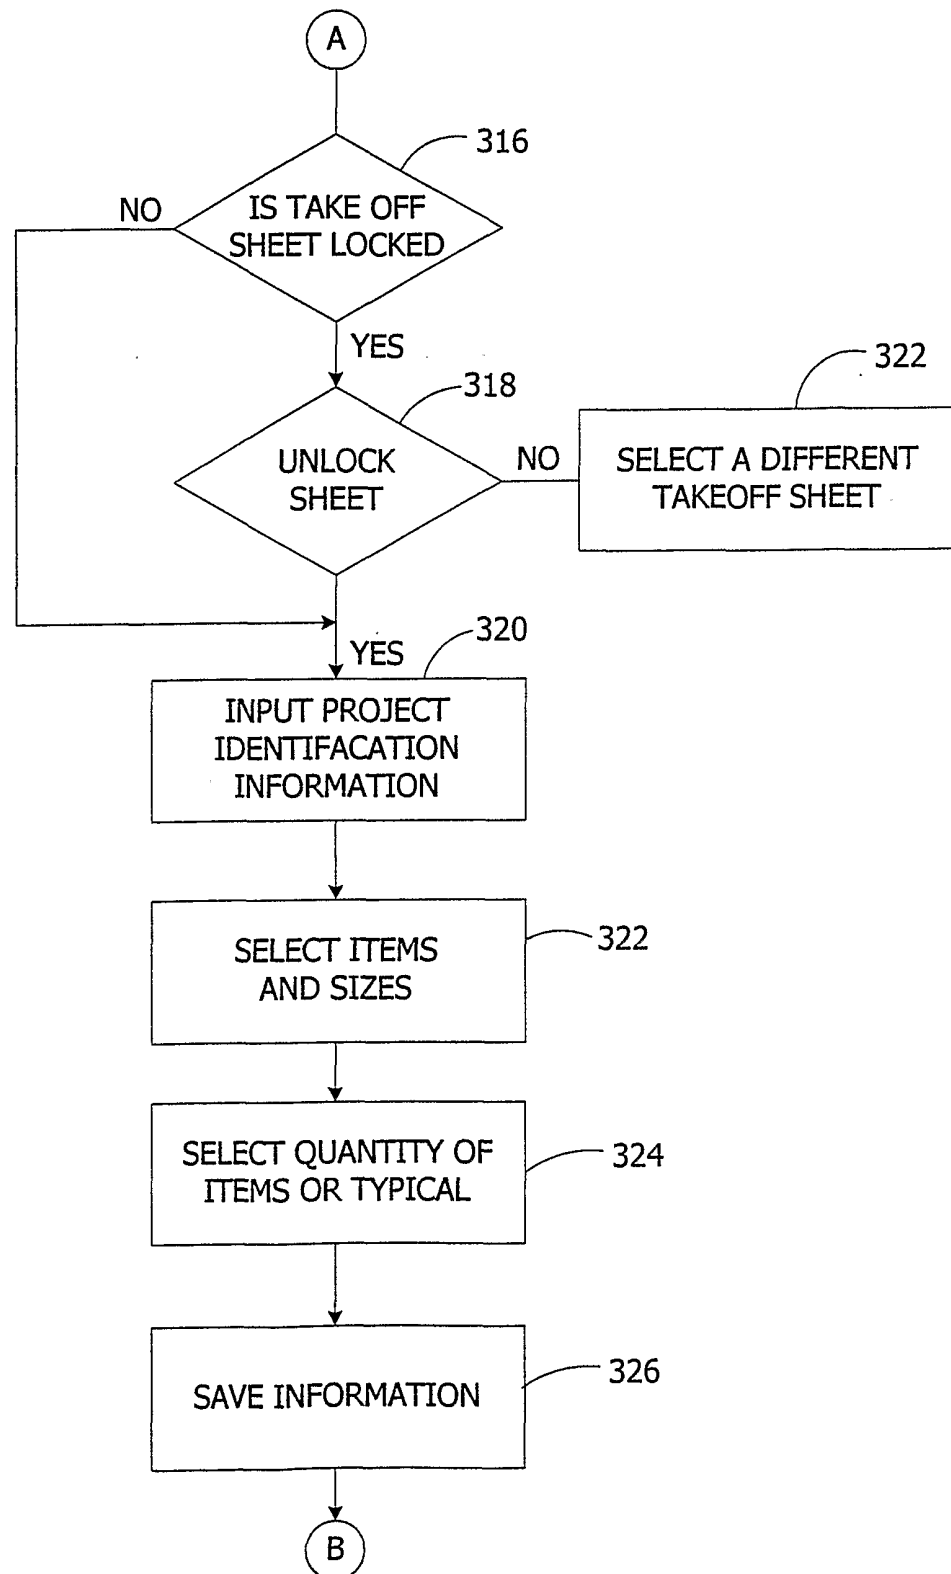 A
316
IS TAKE OFF
SHEET LOCKED
NO
YES
318
UNLOCK
SHEET
NO
322
SELECT A DIFFERENT
TAKEOFF SHEET
YES
320
INPUT PROJECT
IDENTIFACATION
INFORMATION
322
SELECT ITEMS
AND SIZES
324
SELECT QUANTITY OF
ITEMS OR TYPICAL
326
SAVE INFORMATION
B